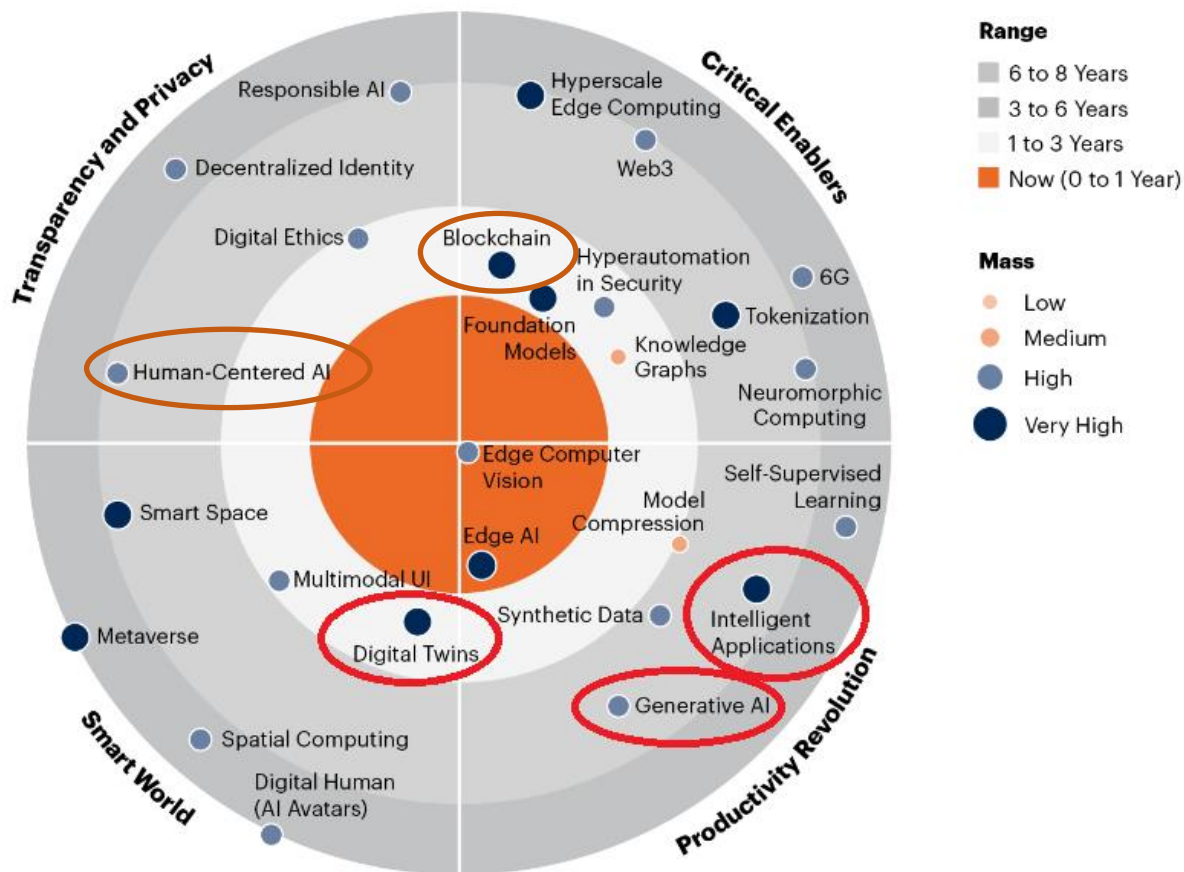 Transparency and Privacy
Critical Enablers
Responsible AI
Hyperscale
Edge Computing
Web3
Decentralized Identity
Digital Ethics
Blockchain
Hyperautomation
in Security
6G
Foundation
Models
Tokenization
Knowledge
Graphs
Human-Centered AI
Neuromorphic
Computing
Edge Computer
Vision
Self-Supervised
Learning
Model
Compression
Smart Space
Edge AI
Multimodal UI
Synthetic Data
Intelligent
Applications
Metaverse
Digital Twins
Generative AI
Spatial Computing
Digital Human
(AI Avatars)
Smart World
Productivity Revolution
Range
6 to 8 Years
3 to 6 Years
1 to 3 Years
Now (0 to 1 Year)
Mass
Low
Medium
High
Very High